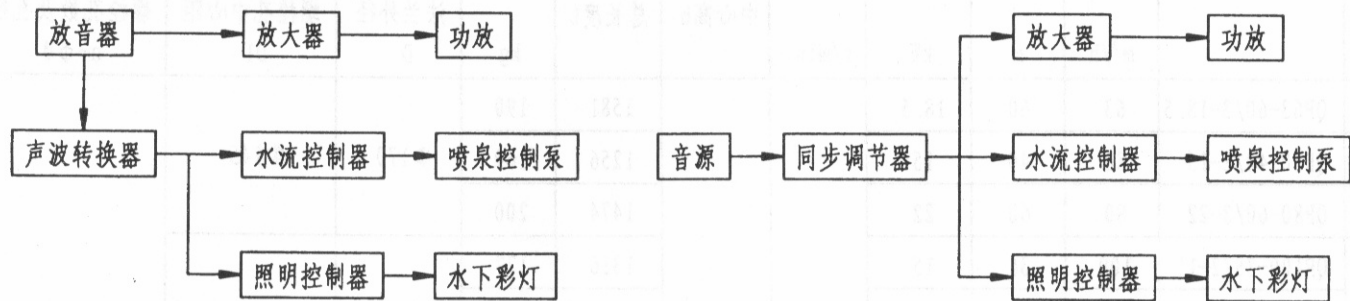 放音器
放大器
功放
声波转换器
水流控制器
喷泉控制泵
照明控制器
水下彩灯
音源
同步调节器
放大器
功放
水流控制器
喷泉控制泵
照明控制器
水下彩灯